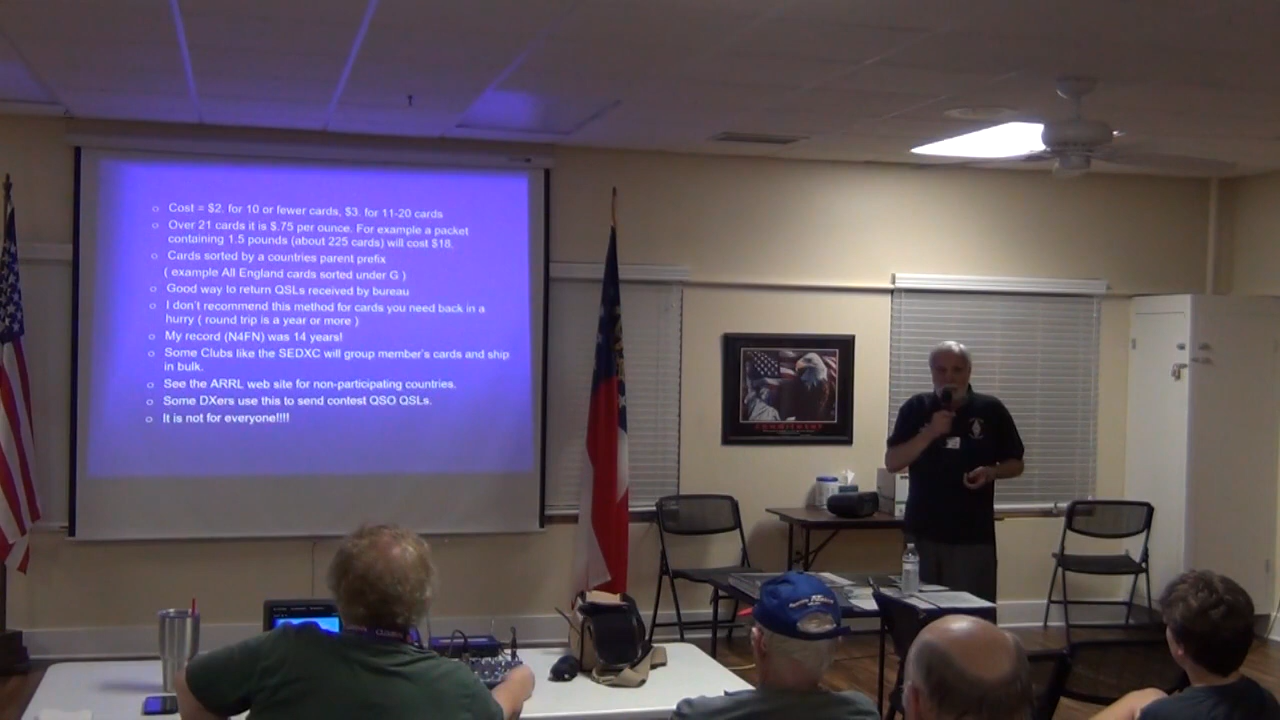 Cost = $2. for 10 or fewer cards, $3. for 11-20 cards
Over 21 cards it is $.75 per ounce. For example a packet
containing 1.5 pounds (about 225 cards) will cost $18.
Cards sorted by a countries parent prefix
( example All England cards sorted under G )
Good way to return QSLs received by bureau
I don't recommend this method for cards you need back in a
hurry ( round trip is a year or more )
My record (N4FN) was 14 years!
Some Clubs like the SEDXC will group member's cards and ship
in bulk.
See the ARRL web site for non-participating countries.
Some DXers use this to send contest QSO QSLs.
It is not for everyone!!!!
COMMITMENT